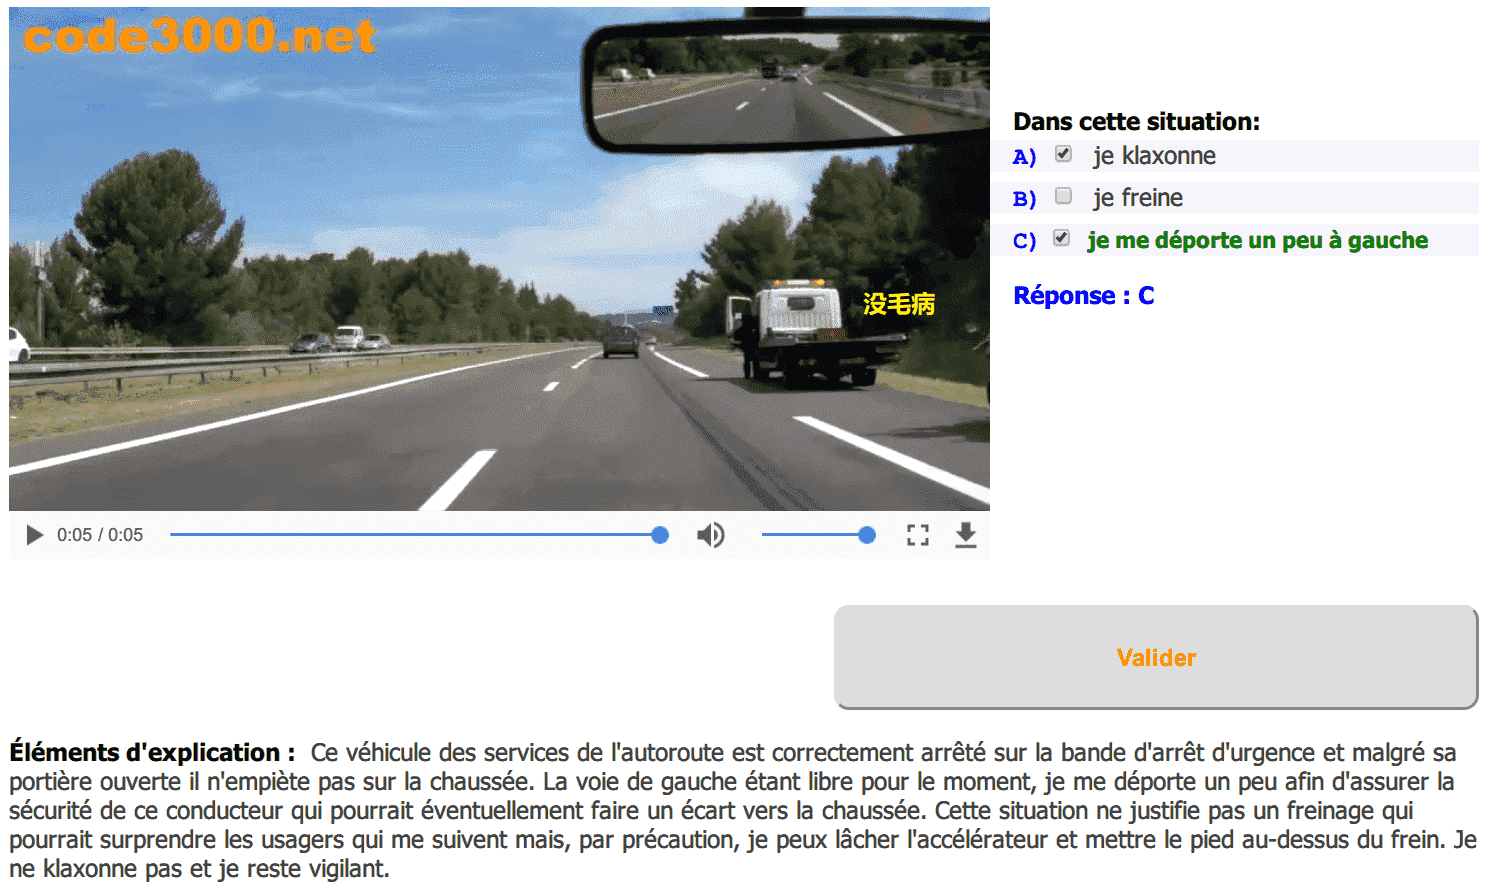 code3000.net
没毛病
0:05 / 0:05
Dans cette situation:
A) je klaxonne
B) je freine
C) je me déporte un peu à gauche
Réponse : C
Valider
Éléments d'explication : Ce véhicule des services de l'autoroute est correctement arrêté sur la bande d'arrêt d'urgence et malgré sa
portière ouverte il n'empiète pas sur la chaussée. La voie de gauche étant libre pour le moment, je me déporte un peu afin d'assurer la
sécurité de ce conducteur qui pourrait éventuellement faire un écart vers la chaussée. Cette situation ne justifie pas un freinage qui
pourrait surprendre les usagers qui me suivent mais, par précaution, je peux lâcher l'accélérateur et mettre le pied au-dessus du frein. Je
ne klaxonne pas et je reste vigilant.